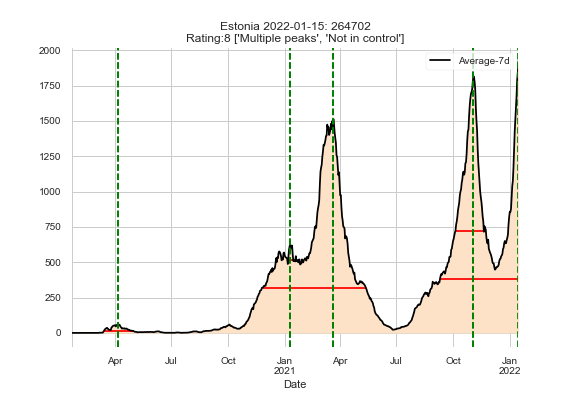 Estonia 2022-01-15: 264702
Rating:8 ['Multiple peaks', 'Not in control']
Average-7d
2000
1750
1500
1250
1000
750
500
250
0
Apr Jul Oct Jan Apr Jul Oct Jan
2021 2022
Date